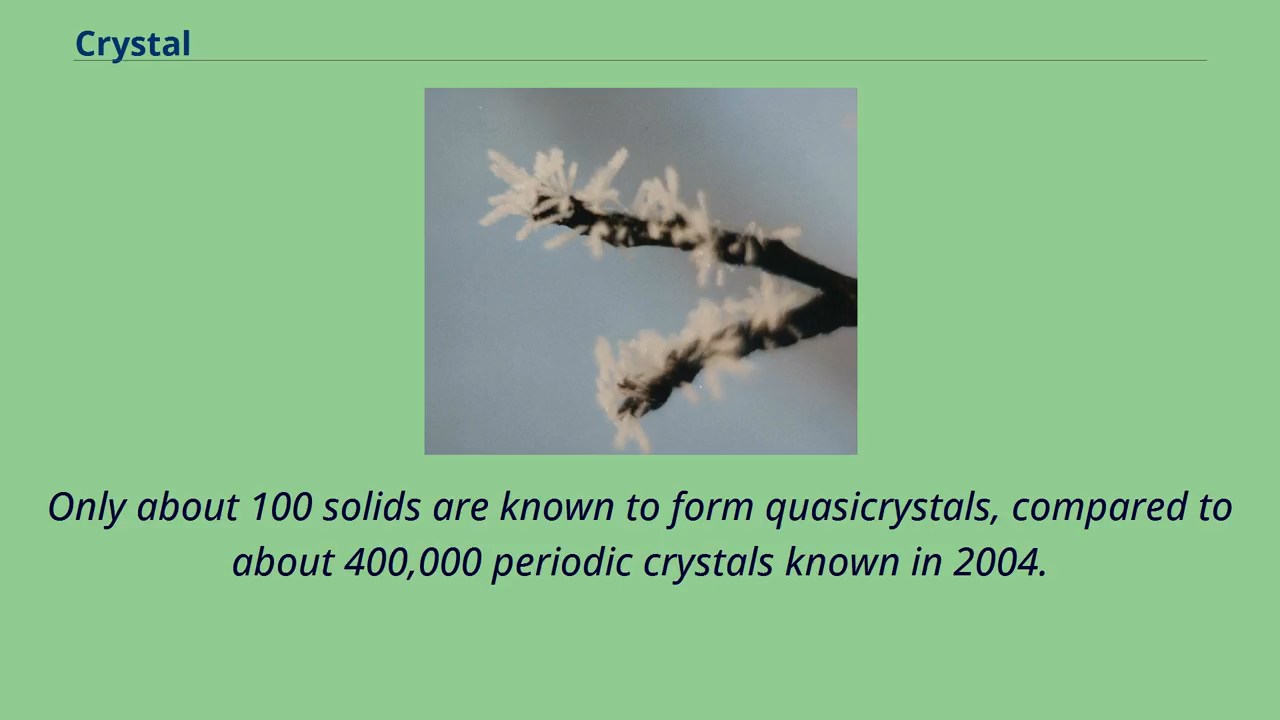 Crystal
Only about 100 solids are known to form quasicrystals, compared to
about 400,000 periodic crystals known in 2004.